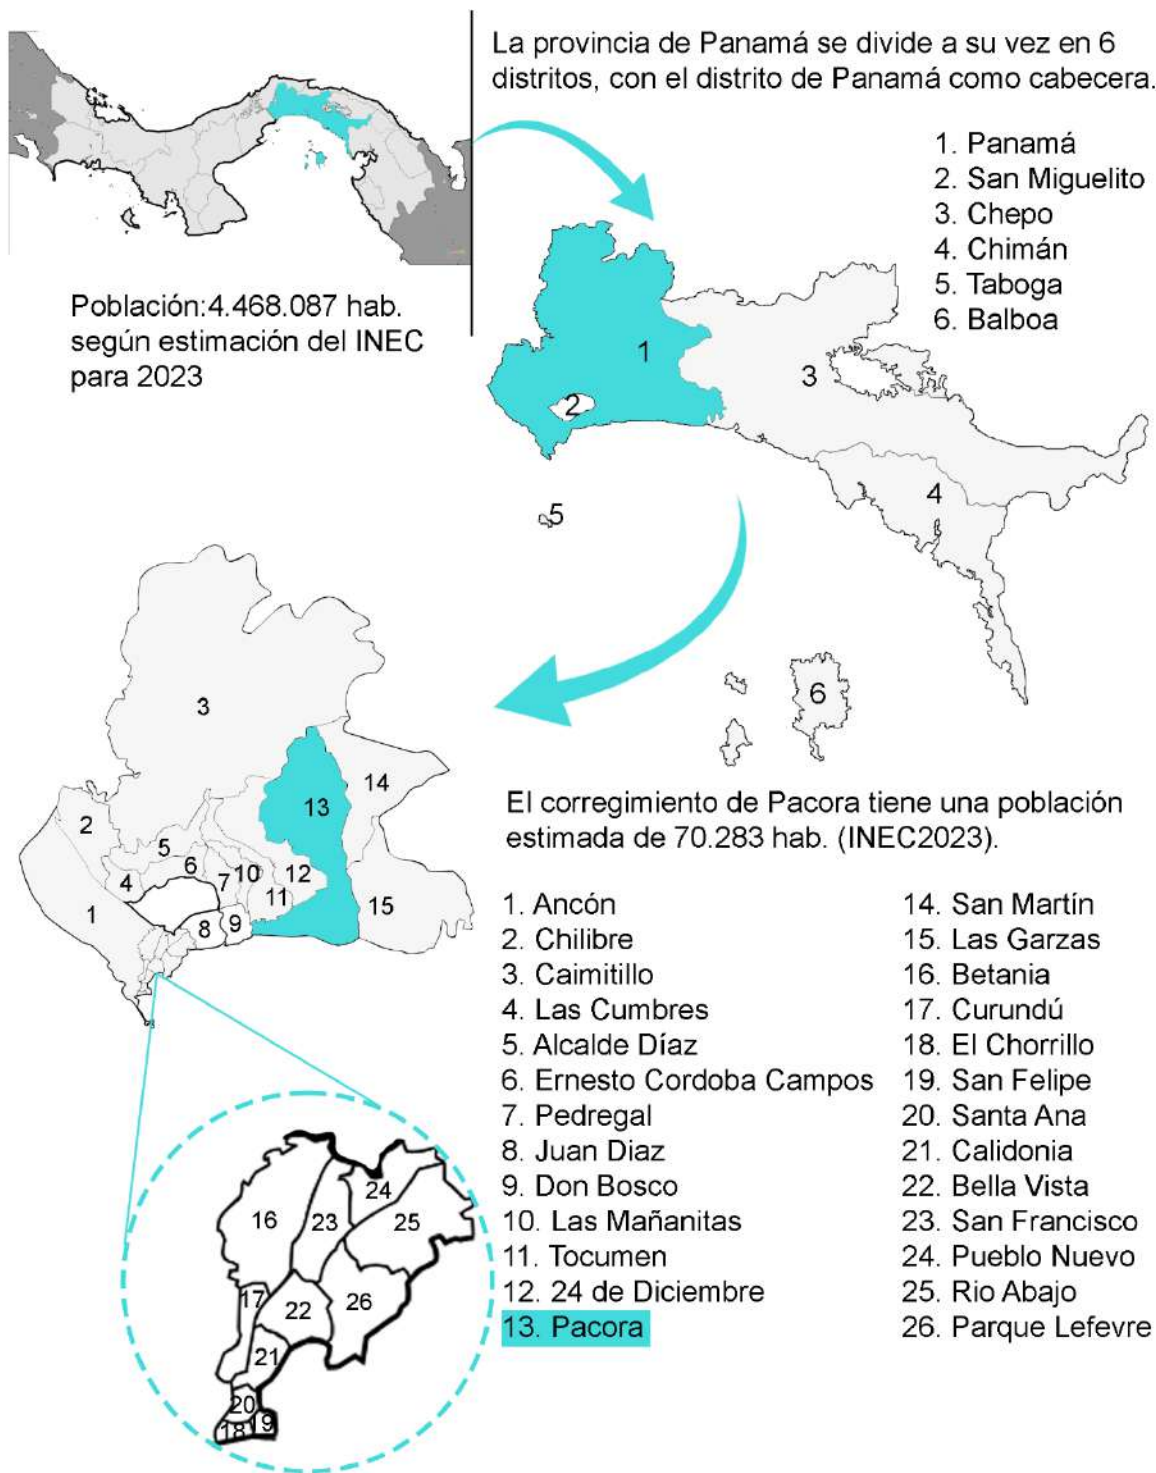 La provincia de Panamá se divide a su vez en 6
distritos, con el distrito de Panamá como cabecera.
1. Panamá
2. San Miguelito
3. Chepo
4. Chimán
5. Taboga
6. Balboa
Población:4.468.087 hab.
según estimación del INEC
para 2023
1
2
3
4
5
6
3
14
13
2
5
6
10
12
4
7
11
15
1
8
9
El corregimiento de Pacora tiene una población
estimada de 70.283 hab. (INEC2023).
1. Ancón
2. Chilibre
3. Caimitillo
4. Las Cumbres
5. Alcalde Díaz
6. Ernesto Cordoba Campos
7. Pedregal
8. Juan Diaz
9. Don Bosco
10. Las Mañanitas
11. Tocumen
12. 24 de Diciembre
13. Pacora
14. San Martín
15. Las Garzas
16. Betania
17. Curundú
18. El Chorrillo
19. San Felipe
20. Santa Ana
21. Calidonia
22. Bella Vista
23. San Francisco
24. Pueblo Nuevo
25. Rio Abajo
26. Parque Lefevre
24
16
23
25
17
22
26
21
20
18
19